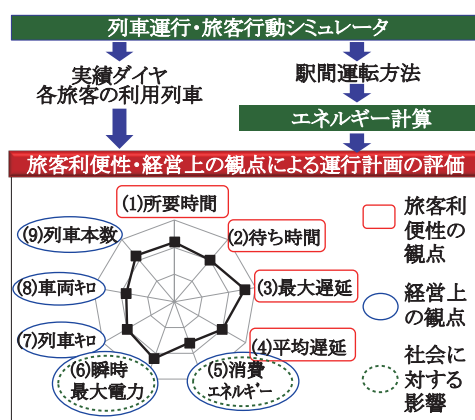 列車運行・旅客行動シミュレータ
実績ダイヤ
各旅客の利用列車
駅間運転方法
エネルギー計算
旅客利便性・経営上の観点による運行計画の評価
(1)所要時間
(2)待ち時間
(3)最大遅延
(4)平均遅延
(5)消費
エネルギー
(6)瞬時
最大電力
(7)列車キロ
(8)車両キロ
(9)列車本数
旅客利
便性の
観点
経営上
の観点
社会に
対する
影響